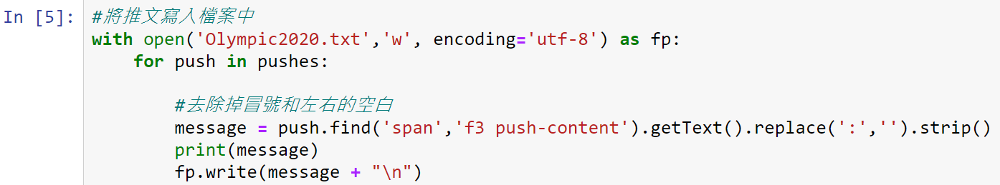 In [5]: #將推文寫入檔案中
with open('Olympic2020.txt','w', encoding='utf-8') as fp:
    for push in pushes:
        #去除掉冒號和左右的空白
        message = push.find('span','f3 push-content').getText().replace(':','').strip()
        print(message)
        fp.write(message + "\n")